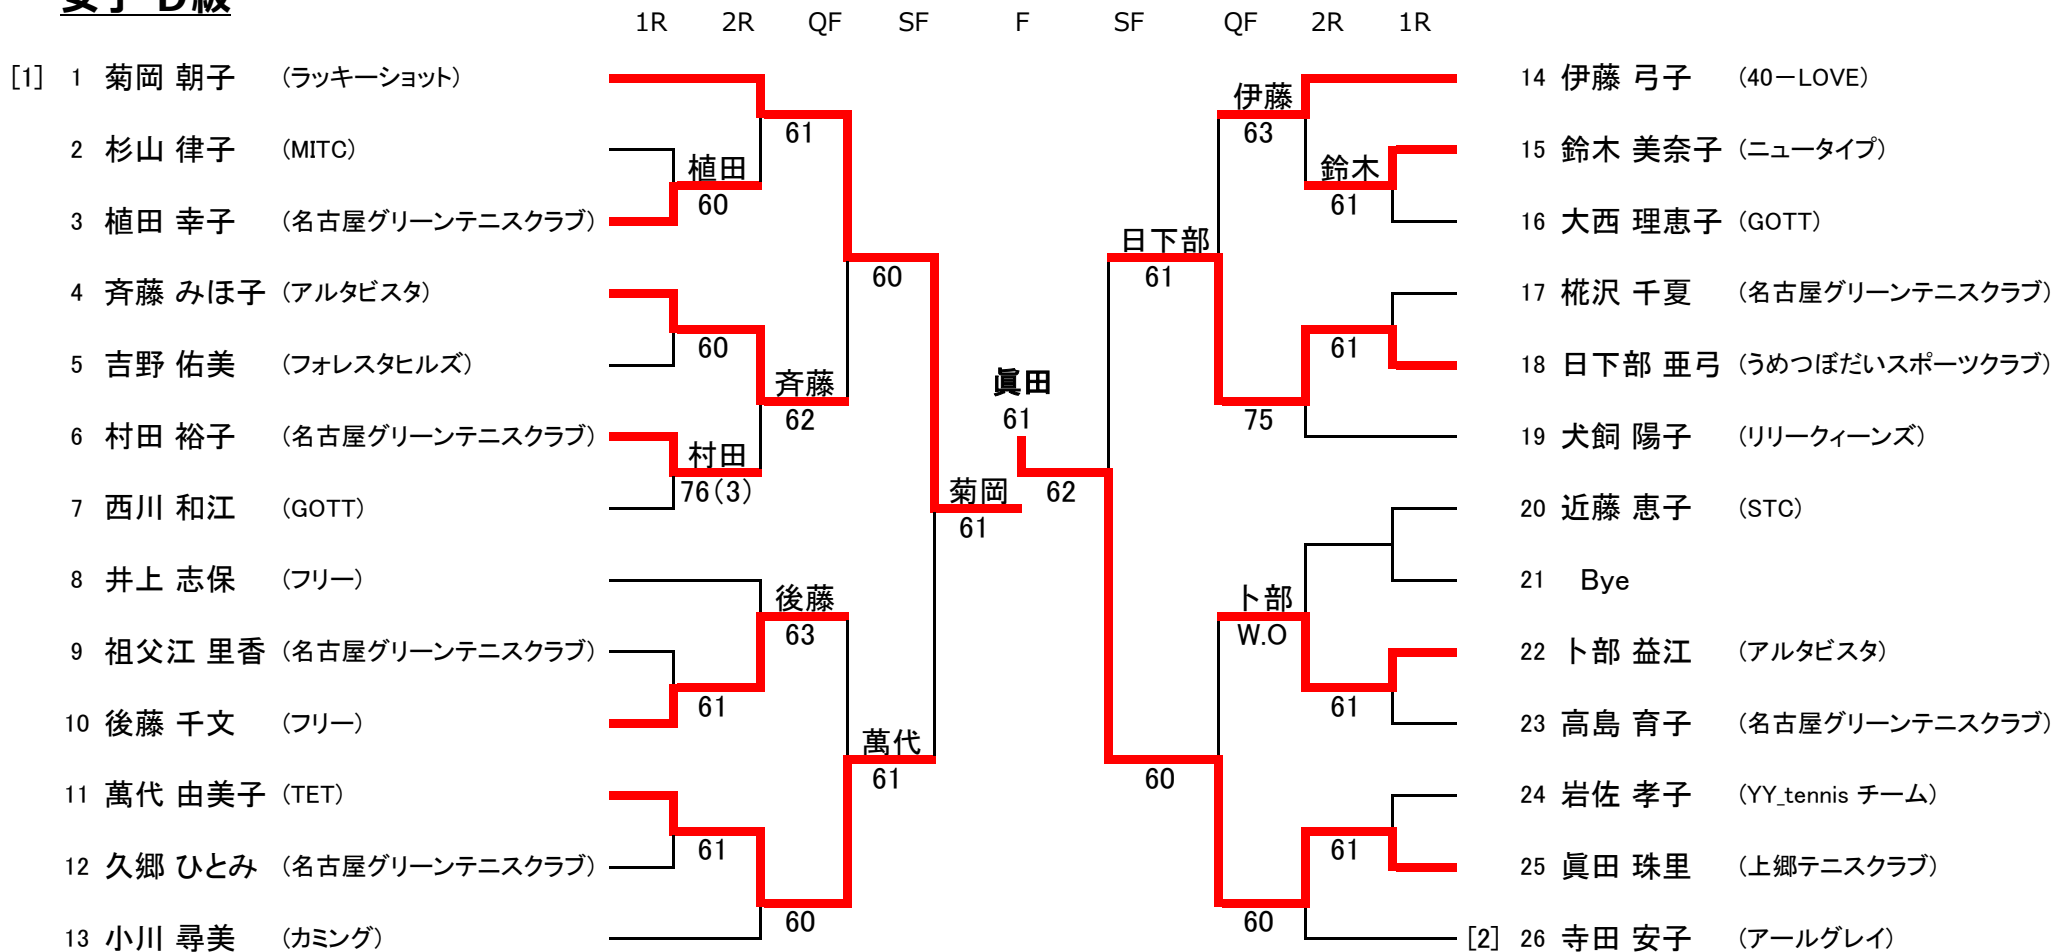 女子 D級
1R 2R QF SF F SF QF 2R 1R
[1] 1 菊岡 朝子 (ラッキーショット)
2 杉山 律子 (MITC)
3 植田 幸子 (名古屋グリーンテニスクラブ)
4 斉藤 みほ子 (アルタビスタ)
5 吉野 佑美 (フォレスタヒルズ)
6 村田 裕子 (名古屋グリーンテニスクラブ)
7 西川 和江 (GOTT)
8 井上 志保 (フリー)
9 祖父江 里香 (名古屋グリーンテニスクラブ)
10 後藤 千文 (フリー)
11 萬代 由美子 (TET)
12 久郷 ひとみ (名古屋グリーンテニスクラブ)
13 小川 尋美 (カミング)
植田
60
60
村田
76(3)
61
61
61
斉藤
62
後藤
63
60
60
萬代
61
菊岡
61
眞田
61
62
日下部
61
60
伊藤
63
75
卜部
W.O
60
鈴木
61
61
61
61
14 伊藤 弓子 (40-LOVE)
15 鈴木 美奈子 (ニュータイプ)
16 大西 理恵子 (GOTT)
17 椛沢 千夏 (名古屋グリーンテニスクラブ)
18 日下部 亜弓 (うめつぼだいスポーツクラブ)
19 犬飼 陽子 (リリークィーンズ)
20 近藤 恵子 (STC)
21 Bye
22 卜部 益江 (アルタビスタ)
23 高島 育子 (名古屋グリーンテニスクラブ)
24 岩佐 孝子 (YY_tennis チーム)
25 眞田 珠里 (上郷テニスクラブ)
[2] 26 寺田 安子 (アールグレイ)